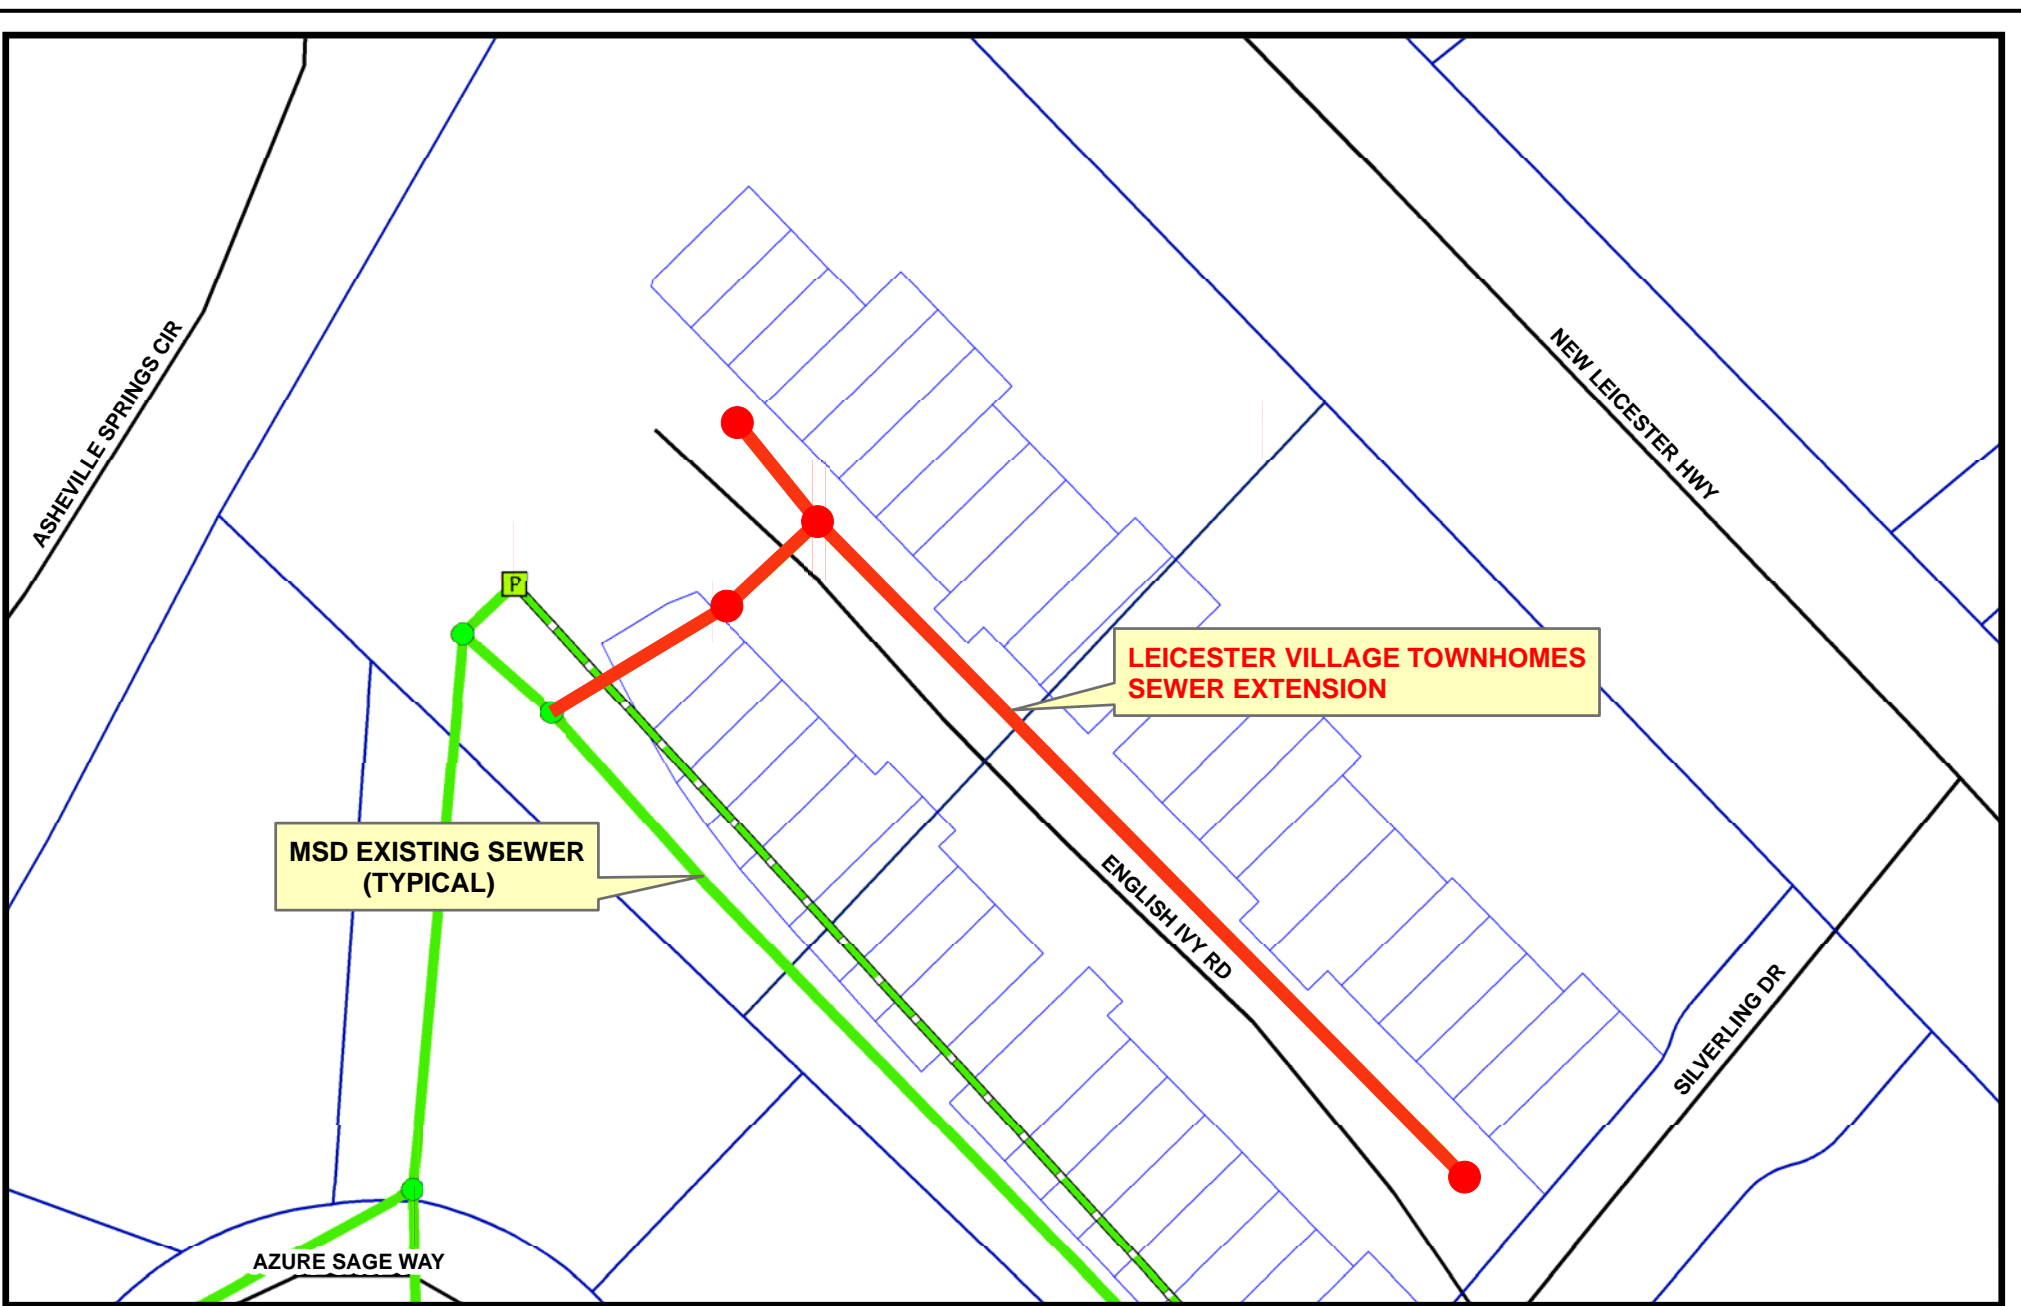 ASHEVILLE SPRINGS CIR
NEW LEICESTER HWY
P
LEICESTER VILLAGE TOWNHOMES
SEWER EXTENSION
MSD EXISTING SEWER
(TYPICAL)
ENGLISH IVY RD
SILVERLING DR
AZURE SAGE WAY